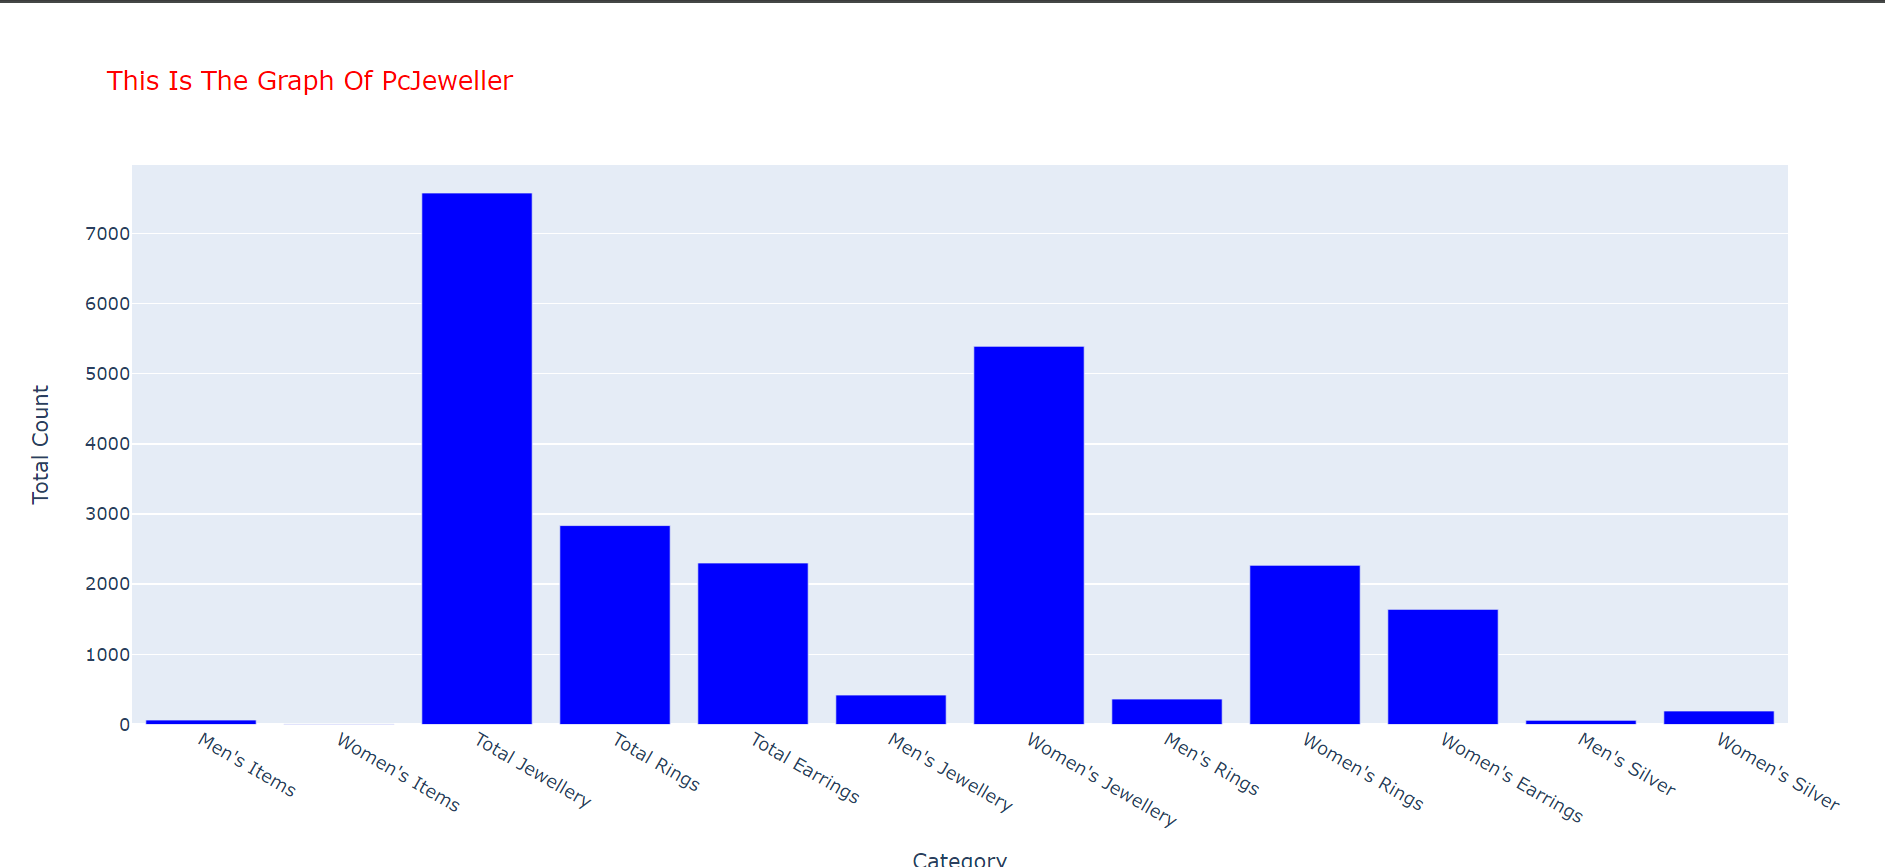 This Is The Graph Of PcJeweller
Total Count
7000
6000
5000
4000
3000
2000
1000
0
Men's Items
Women's Items
Total Jewellery
Total Rings
Total Earrings
Men's Jewellery
Women's Jewellery
Men's Rings
Women's Rings
Women's Earrings
Men's Silver
Women's Silver
Category